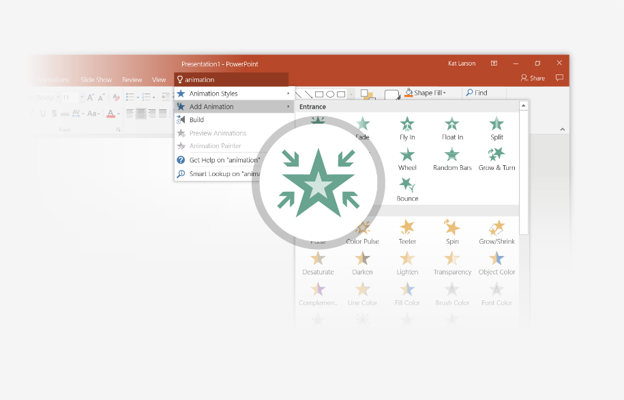 Presentation1 - PowerPoint
Kat Larson
Slide Show Review View
animation
Share
Animation Styles
Add Animation
Build
Preview Animations
Animation Painter
Get Help on "animation"
Smart Lookup on "anima
Shape Fill
Find
Aa
Entrance
Fade Fly In Float In Split
Wheel Random Bars Grow & Turn
Bounce
Color Pulse Teeter Spin Grow/Shrink
Desaturate Darken Lighten Transparency Object Color
Complemen... Line Color Fill Color Brush Color Font Color